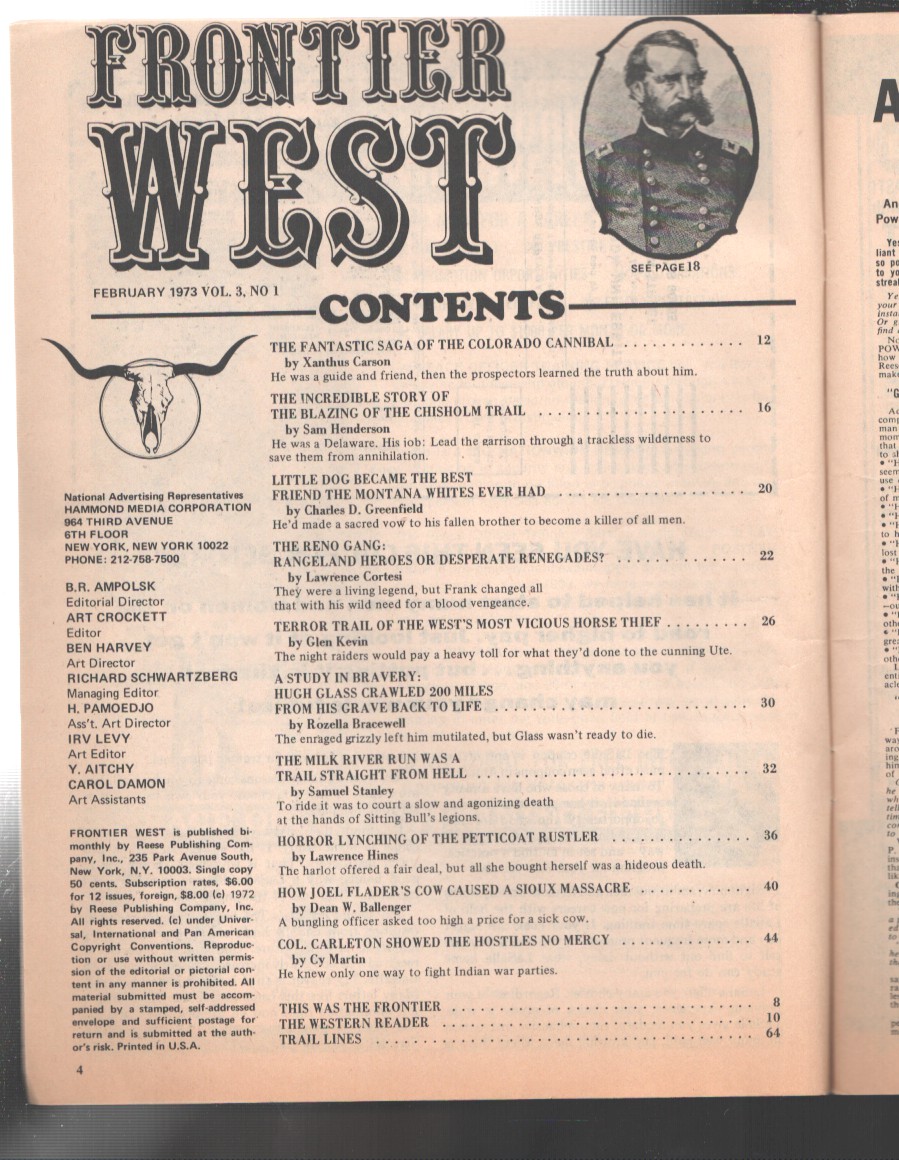 FRONTIER
WEST
SEE PAGE 18
FEBRUARY 1973 VOL. 3, NO 1
CONTENTS
THE FANTASTIC SAGA OF THE COLORADO CANNIBAL . . . . . . . . . . . . . 12
by Xanthus Carson
He was a guide and friend, then the prospectors learned the truth about him.
THE INCREDIBLE STORY OF
THE BLAZING OF THE CHISHOLM TRAIL . . . . . . . . . . . . . . . . . . . . . 16
by Sam Henderson
He was a Delaware. His job: Lead the garrison through a trackless wilderness to
save them from annihilation.
LITTLE DOG BECAME THE BEST
FRIEND THE MONTANA WHITES EVER HAD . . . . . . . . . . . . . . . . . . . 20
by Charles D. Greenfield
He'd made a sacred vow to his fallen brother to become a killer of all men.
THE RENO GANG:
RANGELAND HEROES OR DESPERATE RENEGADES? . . . . . . . . . . . . . 22
by Lawrence Cortesi
They were a living legend, but Frank changed all
that with his wild need for a blood vengeance.
TERROR TRAIL OF THE WEST'S MOST VICIOUS HORSE THIEF . . . . . . . . . 26
by Glen Kevin
The night raiders would pay a heavy toll for what they'd done to the cunning Ute.
A STUDY IN BRAVERY:
HUGH GLASS CRAWLED 200 MILES
FROM HIS GRAVE BACK TO LIFE . . . . . . . . . . . . . . . . . . . . . . . . 30
by Rozella Bracewell
The enraged grizzly left him mutilated, but Glass wasn't ready to die.
THE MILK RIVER RUN WAS A
TRAIL STRAIGHT FROM HELL . . . . . . . . . . . . . . . . . . . . . . . . . 32
by Samuel Stanley
To ride it was to court a slow and agonizing death
at the hands of Sitting Bull's legions.
HORROR LYNCHING OF THE PETTICOAT RUSTLER . . . . . . . . . . . . . . 36
by Lawrence Hines
The harlot offered a fair deal, but all she bought herself was a hideous death.
HOW JOEL FLADER'S COW CAUSED A SIOUX MASSACRE . . . . . . . . . . . . 40
by Dean W. Ballenger
A bungling officer asked too high a price for a sick cow.
COL. CARLETON SHOWED THE HOSTILES NO MERCY . . . . . . . . . . . . . 44
by Cy Martin
He knew only one way to fight Indian war parties.
THIS WAS THE FRONTIER . . . . . . . . . . . . . . . . . . . . . . . . . . . 8
THE WESTERN READER . . . . . . . . . . . . . . . . . . . . . . . . . . . 10
TRAIL LINES . . . . . . . . . . . . . . . . . . . . . . . . . . . . . . . . . 64
National Advertising Representatives
HAMMOND MEDIA CORPORATION
964 THIRD AVENUE
6TH FLOOR
NEW YORK, NEW YORK 10022
PHONE: 212-758-7500
B.R. AMPOLSK
Editorial Director
ART CROCKETT
Editor
BEN HARVEY
Art Director
RICHARD SCHWARTZBERG
Managing Editor
H. PAMOEDJO
Ass't. Art Director
IRV LEVY
Art Editor
Y. AITCHY
CAROL DAMON
Art Assistants
FRONTIER WEST is published bi-
monthly by Reese Publishing Com-
pany, Inc., 235 Park Avenue South,
New York, N.Y. 10003. Single copy
50 cents. Subscription rates, $6.00
for 12 issues, foreign, $8.00 (c) 1972
by Reese Publishing Company, Inc.
All rights reserved. (c) under Univer-
sal, International and Pan American
Copyright Conventions. Reproduc-
tion or use without written permis-
sion of the editorial or pictorial con-
tent in any manner is prohibited. All
material submitted must be accom-
panied by a stamped, self-addressed
envelope and sufficient postage for
return and is submitted at the auth-
or's risk. Printed in U.S.A.
4